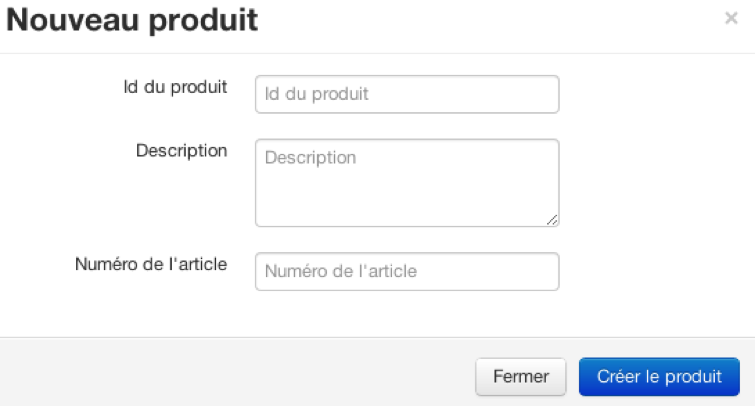 Nouveau produit ×
Id du produit Id du produit
Description Description
Numéro de l'article Numéro de l'article
Fermer Créer le produit